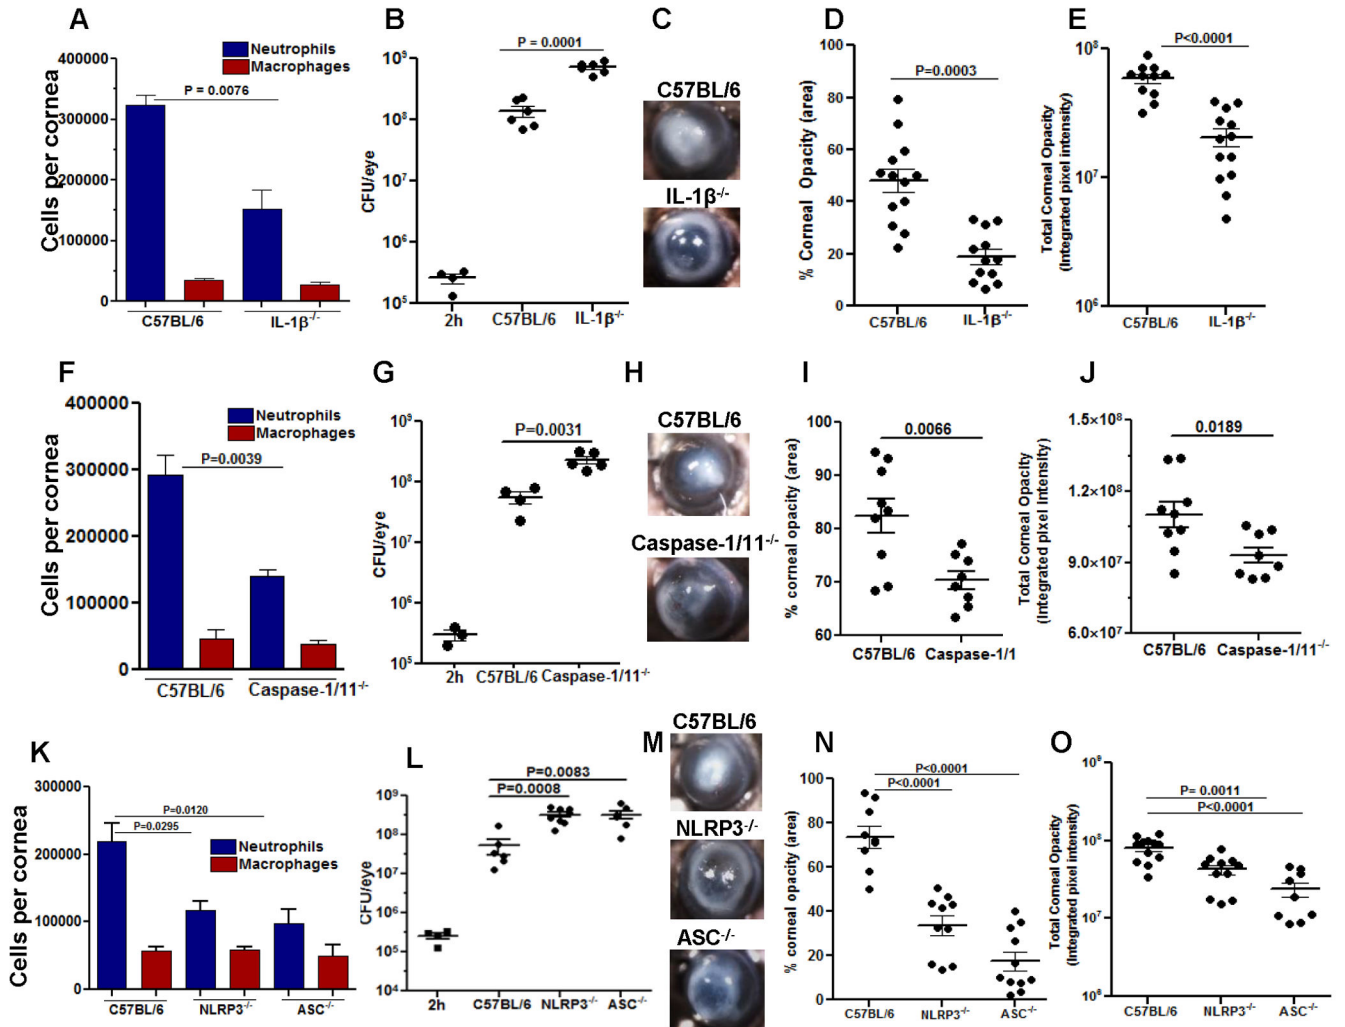 A
Neutrophils
Macrophages
Cells per cornea
400000
300000
200000
100000
0
P = 0.0076
C57BL/6
IL-1β-/-
B
P = 0.0001
CFU/eye
10⁹
10⁸
10⁷
10⁶
10⁵
2h
C57BL/6
IL-1β-/-
C
C57BL/6
IL-1β-/-
D
% Corneal Opacity (area)
100
80
60
40
20
0
P=0.0003
C57BL/6
IL-1β-/-
E
Total Corneal Opacity
(Integrated pixel intensity)
10⁸
10⁷
10⁶
P<0.0001
C57BL/6
IL-1β-/-
F
Neutrophils
Macrophages
Cells per cornea
400000
300000
200000
100000
0
P=0.0039
C57BL/6
Caspase-1/11-/-
G
CFU/eye
10⁹
10⁸
10⁷
10⁶
10⁵
P=0.0031
2h
C57BL/6
Caspase-1/11-/-
H
C57BL/6
Caspase-1/11-/-
I
% corneal opacity (area)
100
90
80
70
60
0.0066
C57BL/6
Caspase-1/1
J
Total Corneal Opacity
(Integrated pixel Intensity)
1.5×10⁸
1.2×10⁸
9.0×10⁷
6.0×10⁷
0.0189
C57BL/6
Caspase-1/11-/-
K
Neutrophils
Macrophages
Cells per cornea
300000
200000
100000
0
P=0.0120
P=0.0295
C57BL/6
NLRP3-/-
ASC-/-
L
CFU/eye
10⁹
10⁸
10⁷
10⁶
10⁵
10⁴
P=0.0083
P=0.0008
2h
C57BL/6
NLRP3-/-
ASC-/-
M
C57BL/6
NLRP3-/-
ASC-/-
N
% corneal opacity (area)
100
80
60
40
20
0
P<0.0001
P<0.0001
C57BL/6
NLRP3-/-
ASC-/-
O
Total Corneal Opacity
(Integrated pixel intensity)
10⁹
10⁸
10⁷
10⁶
P= 0.0011
P<0.0001
C57BL/6
NLRP3-/-
ASC-/-